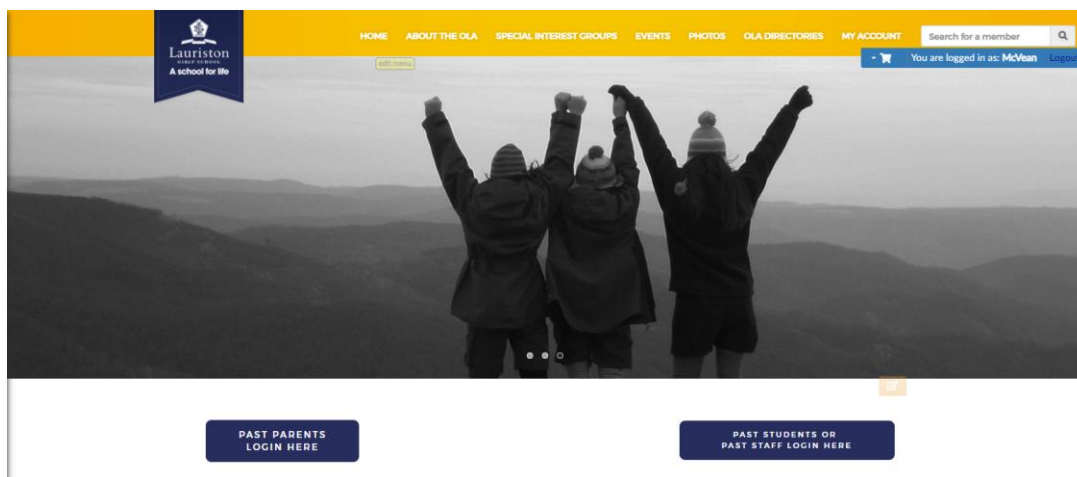 Lauriston
GIRLS' SCHOOL
A school for life
HOME ABOUT THE OLA SPECIAL INTEREST GROUPS EVENTS PHOTOS OLA DIRECTORIES MY ACCOUNT Search for a member
edit menu
You are logged in as: McVean Logout
PAST PARENTS
LOGIN HERE
PAST STUDENTS OR
PAST STAFF LOGIN HERE